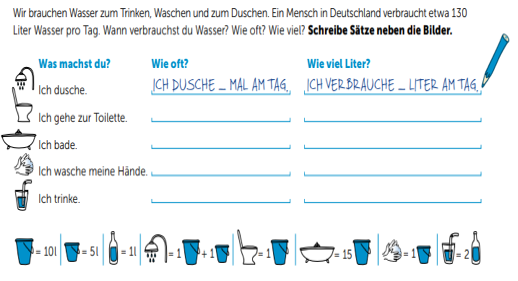 Wir brauchen Wasser zum Trinken, Waschen und zum Duschen. Ein Mensch in Deutschland verbraucht etwa 130
Liter Wasser pro Tag. Wann verbrauchst du Wasser? Wie oft? Wie viel? Schreibe Sätze neben die Bilder.
Was machst du? Wie oft? Wie viel Liter?
Ich dusche. ICH DUSCHE _ MAL AM TAG. ICH VERBRAUCHE _ LITER AM TAG.
Ich gehe zur Toilette.
Ich bade.
Ich wasche meine Hände.
Ich trinke.
= 10l = 5l = 1l = 1 + 1 = 1 = 15 = 1 = 2